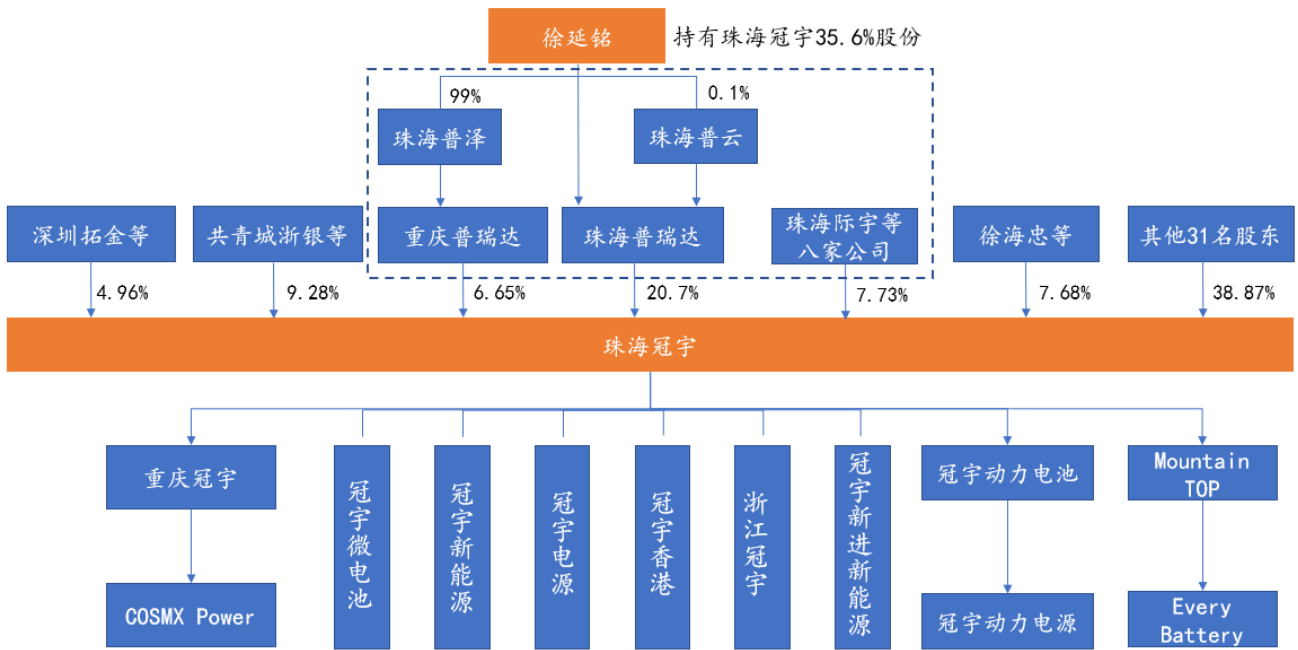 徐延铭
持有珠海冠宇35.6%股份
99%
0.1%
珠海普泽
珠海普云
深圳拓金等
共青城浙银等
重庆普瑞达
珠海普瑞达
珠海际宇等
八家公司
徐海忠等
其他31名股东
4.96%
9.28%
6.65%
20.7%
7.73%
7.68%
38.87%
珠海冠宇
重庆冠宇
冠宇微电池
冠宇新能源
冠宇电源
冠宇香港
浙江冠宇
冠宇新进新能源
冠宇动力电池
Mountain
TOP
COSMX Power
冠宇动力电源
Every
Battery